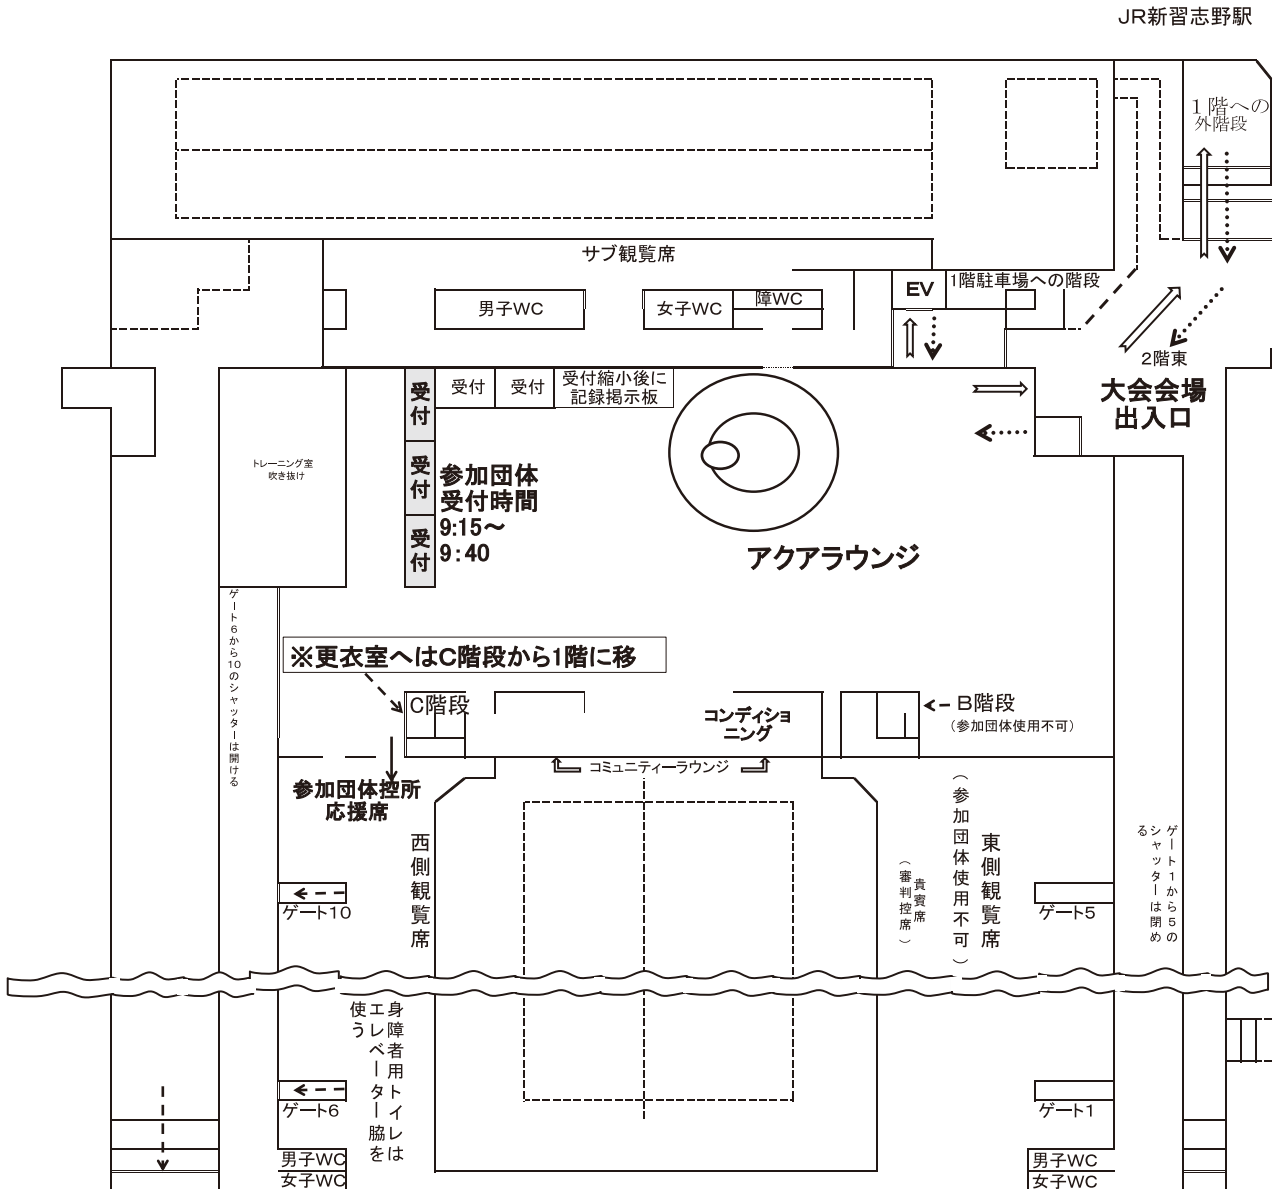 JR新習志野駅
1階への
外階段
サブ観覧席
男子WC
女子WC
障WC
EV
1階駐車場への階段
2階東
大会会場
出入口
受付
受付
受付
受付
受付
受付縮小後に
記録掲示板
トレーニング室
吹き抜け
参加団体
受付時間
9:15～
9:40
アクアラウンジ
ゲート6から10のシャッターは開ける
※更衣室へはC階段から1階に移
C階段
コンディショ
ニング
B階段
（参加団体使用不可）
コミュニティーラウンジ
参加団体控所
応援席
西側観覧席
東側観覧席
（参加団体使用不可）
貴賓席
（審判控席）
ゲート1から5の
シャッターは閉め
る
ゲート10
ゲート5
身障者用トイレは
エレベーター脇を
使う
ゲート6
ゲート1
男子WC
女子WC
男子WC
女子WC